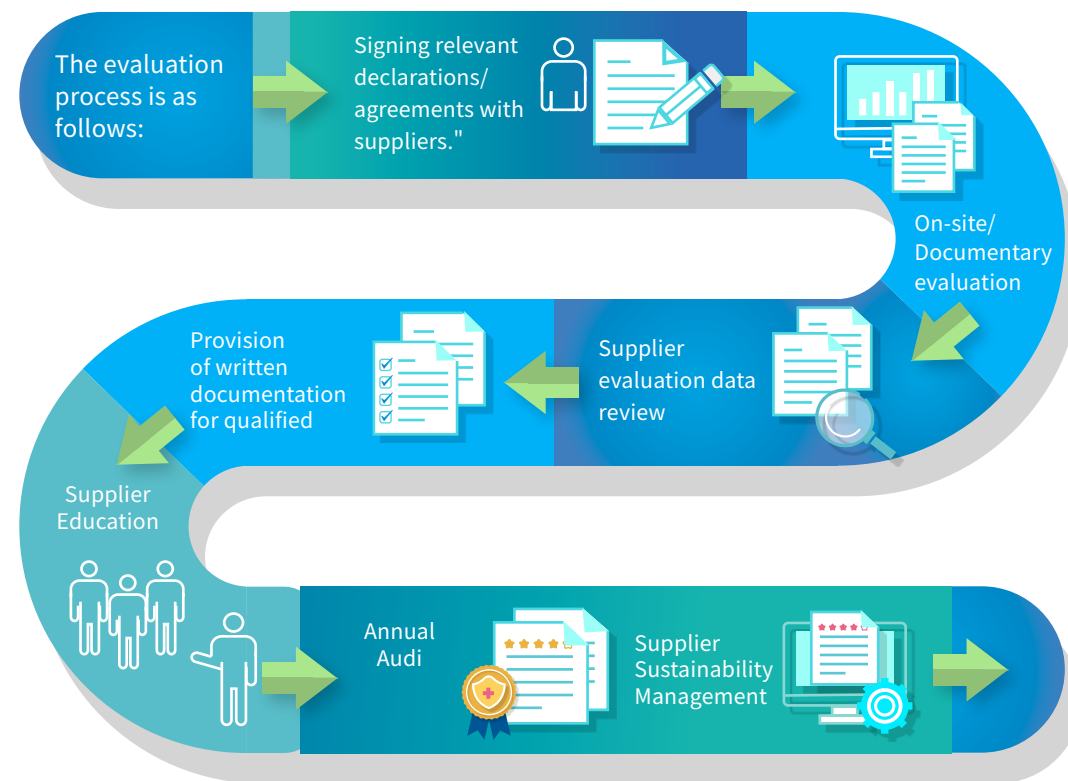 The evaluation
process is as
follows:
Signing relevant
declarations/
agreements with
suppliers."
On-site/
Documentary
evaluation
Supplier
evaluation data
review
Provision
of written
documentation
for qualified
Supplier
Education
Annual
Audi
Supplier
Sustainability
Management